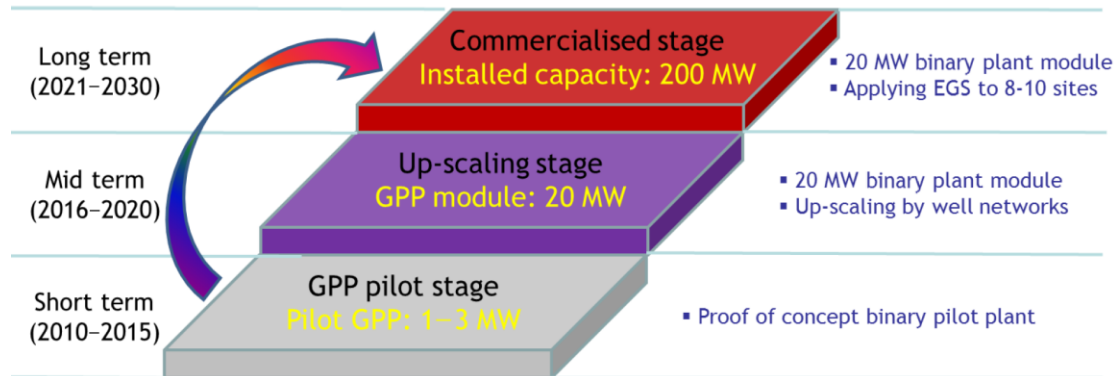 Long term
(2021–2030)
Commercialised stage
Installed capacity: 200 MW
▪ 20 MW binary plant module
▪ Applying EGS to 8-10 sites
Mid term
(2016–2020)
Up-scaling stage
GPP module: 20 MW
▪ 20 MW binary plant module
▪ Up-scaling by well networks
Short term
(2010–2015)
GPP pilot stage
Pilot GPP: 1–3 MW
▪ Proof of concept binary pilot plant